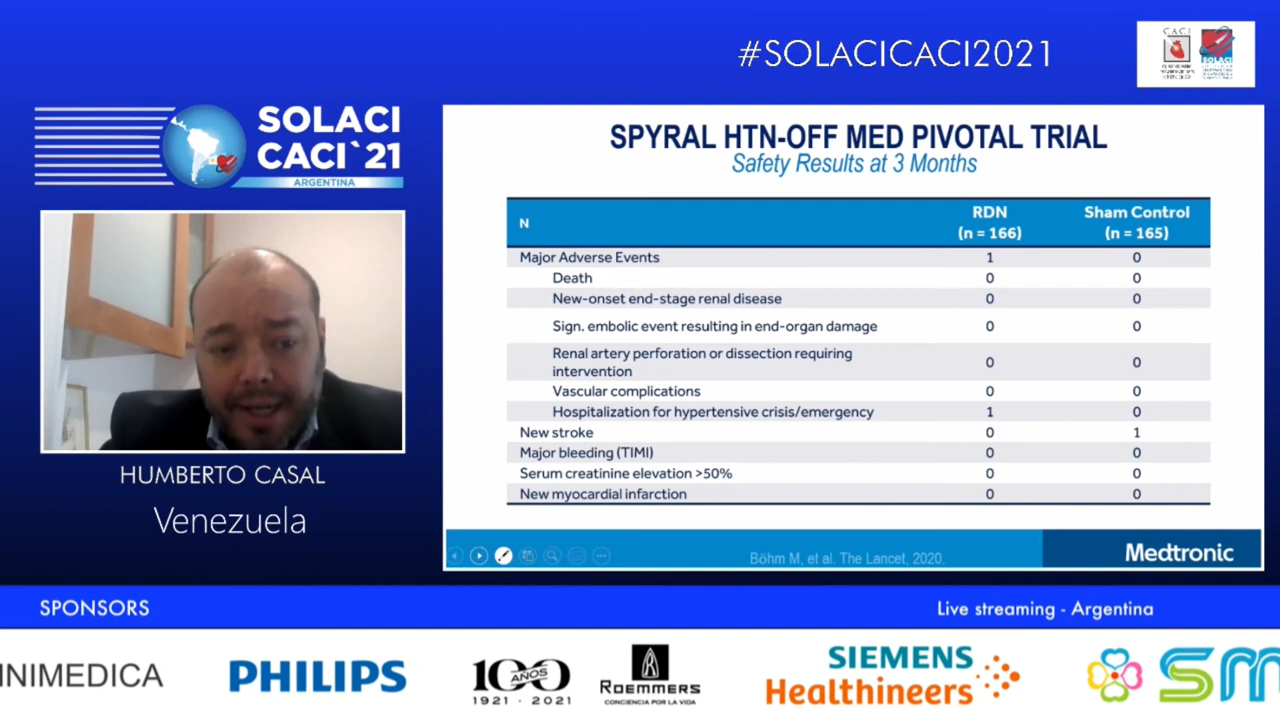 #SOLACICACI2021
CACI
SOLACI
SOLACI
CACI`21
ARGENTINA
HUMBERTO CASAL
Venezuela
SPYRAL HTN-OFF MED PIVOTAL TRIAL
Safety Results at 3 Months
N RDN (n = 166) Sham Control (n = 165)
Major Adverse Events 1 0
Death 0 0
New-onset end-stage renal disease 0 0
Sign. embolic event resulting in end-organ damage 0 0
Renal artery perforation or dissection requiring
intervention 0 0
Vascular complications 0 0
Hospitalization for hypertensive crisis/emergency 1 0
New stroke 0 1
Major bleeding (TIMI) 0 0
Serum creatinine elevation >50% 0 0
New myocardial infarction 0 0
Böhm M, et al. The Lancet, 2020.
Medtronic
SPONSORS
Live streaming - Argentina
INIMEDICA
PHILIPS
100
AÑOS
1921 - 2021
ROEMMERS
CONCIENCIA POR LA VIDA
SIEMENS
Healthineers
SM